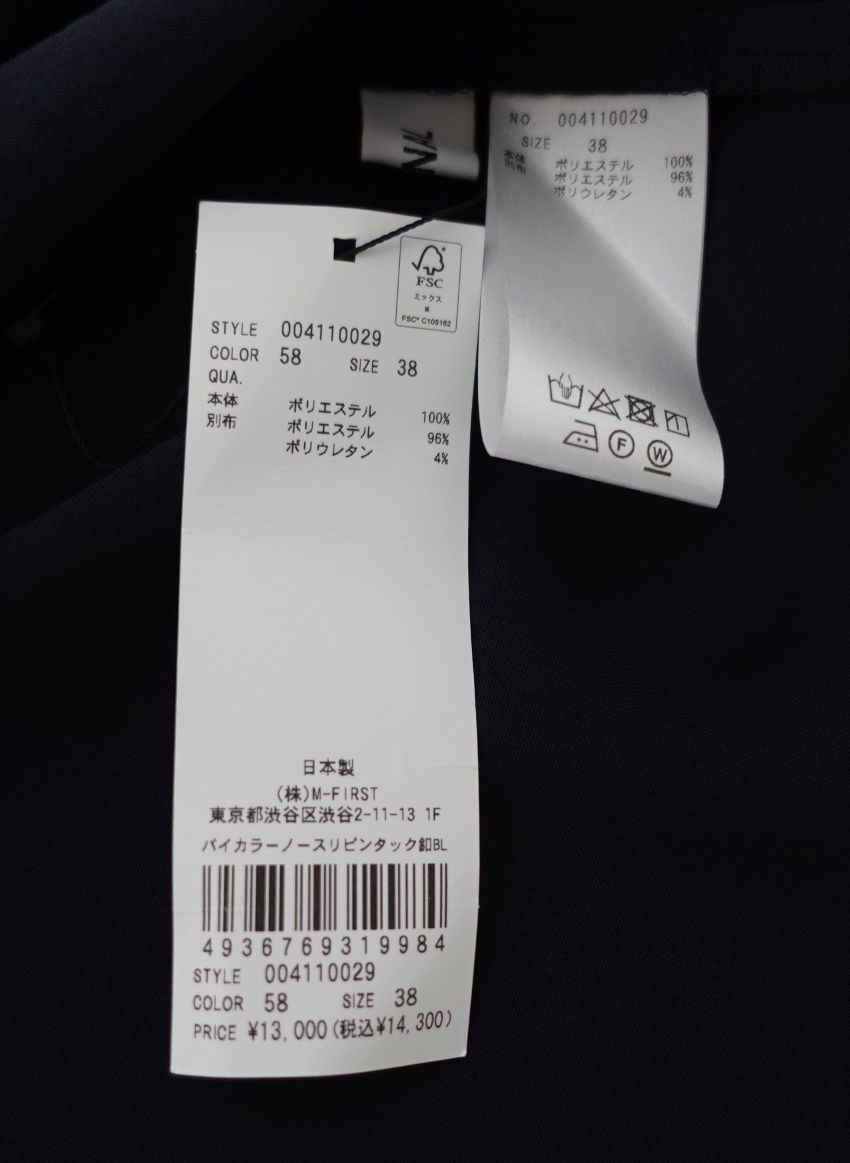 NO. 004110029
SIZE 38
本体 ポリエステル 100%
別布 ポリエステル 96%
ポリウレタン 4%
F W
FSC
ミックス
紙
FSC® C105162
STYLE 004110029
COLOR 58 SIZE 38
QUA.
本体 ポリエステル 100%
別布 ポリエステル 96%
ポリウレタン 4%
日本製
(株)M-FIRST
東京都渋谷区渋谷2-11-13 1F
バイカラーノースリピンタック釦BL
4936769319984
STYLE 004110029
COLOR 58 SIZE 38
PRICE ¥13,000(税込¥14,300)